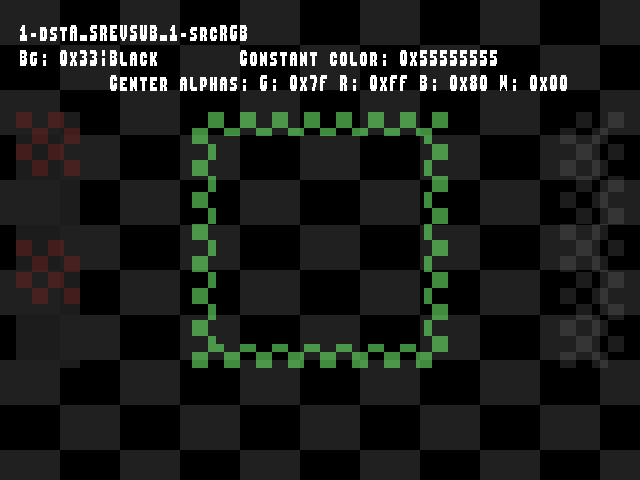 1-dstA_SREVSUB_1-srcRGB
Bg: 0x33¦Black Constant color: 0x55555555
Center alphas: G: 0x7f R: 0xff B: 0x80 W: 0x00